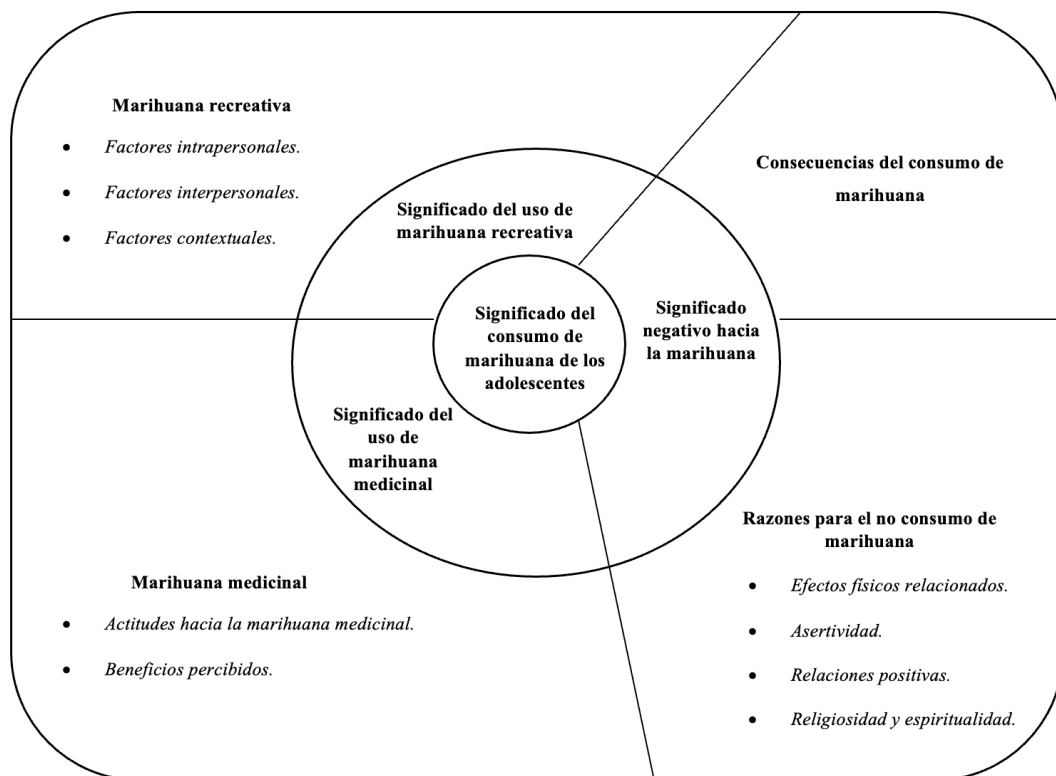 Marihuana recreativa
• Factores intrapersonales.
• Factores interpersonales.
• Factores contextuales.
Consecuencias del consumo de
marihuana
Significado del uso de
marihuana recreativa
Significado del
consumo de
marihuana de los
adolescentes
Significado
negativo hacia
la marihuana
Significado del
uso de
marihuana
medicinal
Marihuana medicinal
• Actitudes hacia la marihuana medicinal.
• Beneficios percibidos.
Razones para el no consumo de
marihuana
• Efectos físicos relacionados.
• Asertividad.
• Relaciones positivas.
• Religiosidad y espiritualidad.